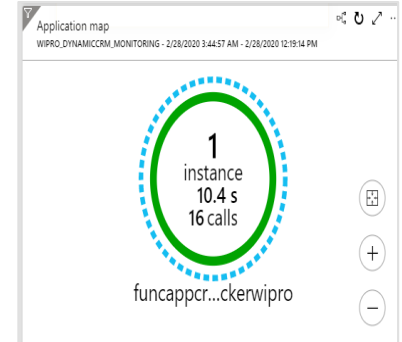 Application map
WIPRO_DYNAMICCRM_MONITORING - 2/28/2020 3:44:57 AM - 2/28/2020 12:19:14 PM
1
instance
10.4 s
16 calls
funcappcr...ckerwipro